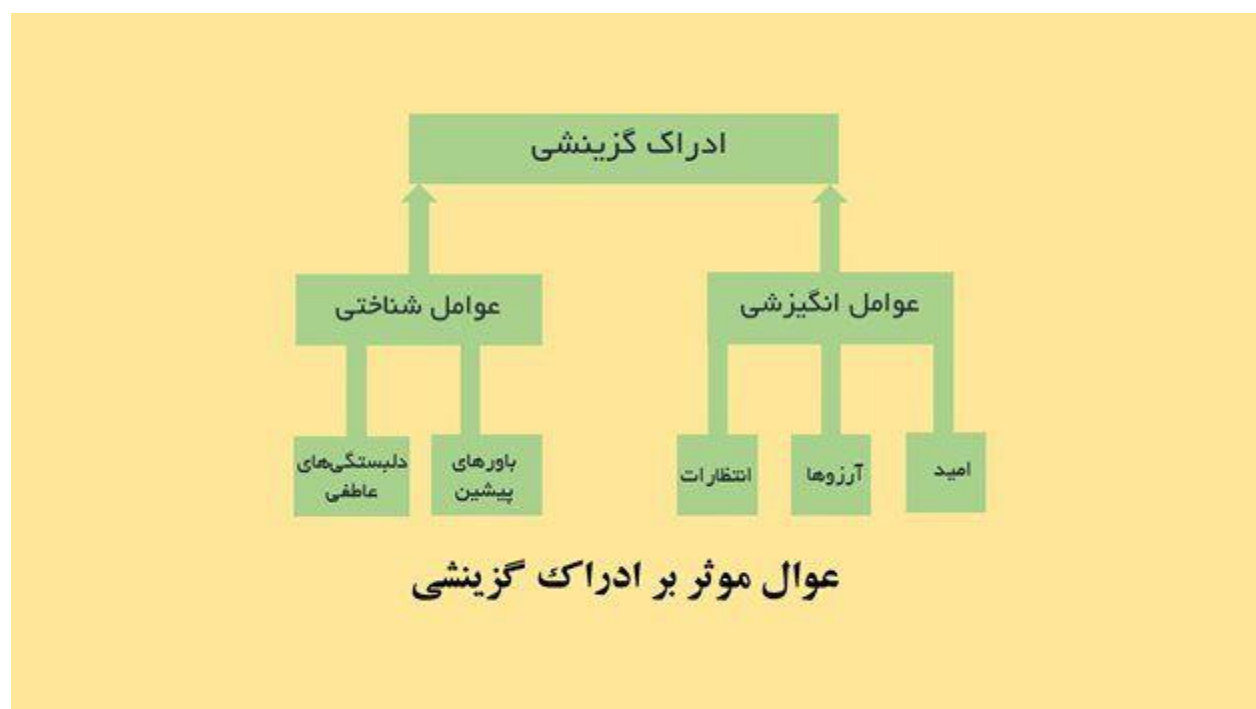 ادراک گزینشی
عوامل انگیزشی
عوامل شناختی
امید
آرزوها
انتظارات
باورهای
پیشین
دلبستگی‌های
عاطفی
عوال موثر بر ادراک گزینشی